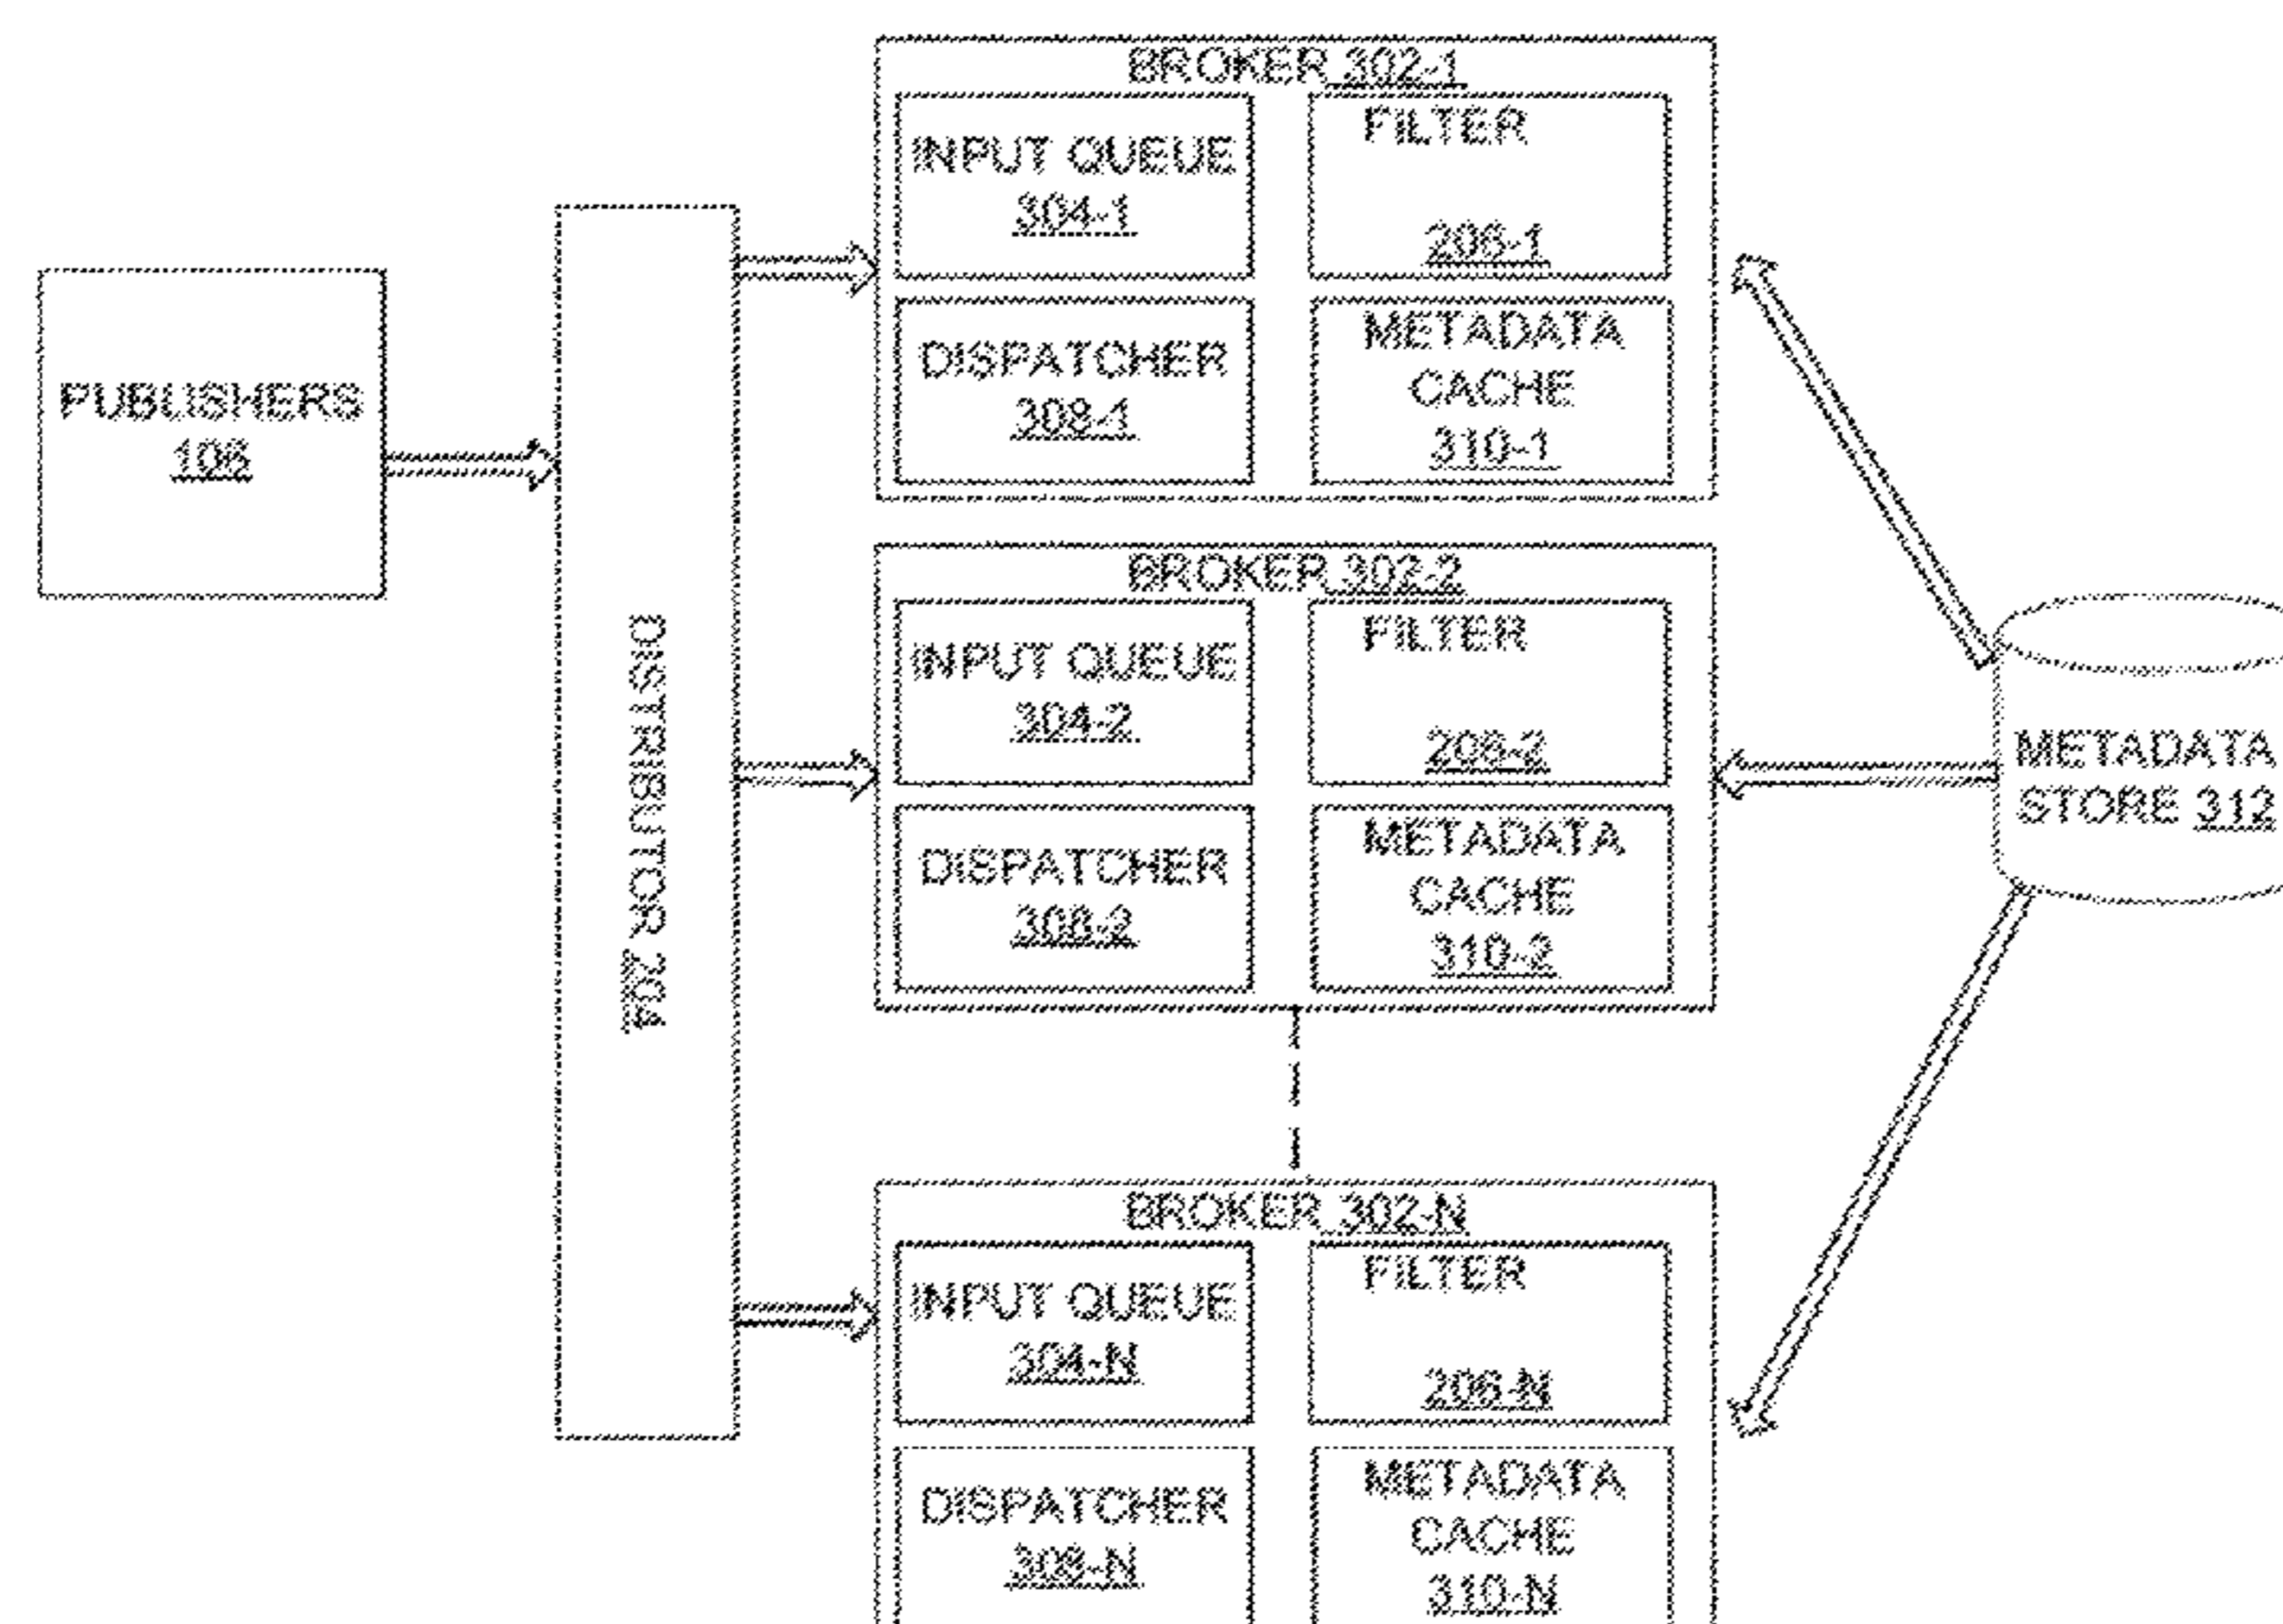 PUBLISHERS
106
DISTRIBUTOR 204
BROKER 302-1
INPUT QUEUE
304-1
FILTER
206-1
DISPATCHER
308-1
METADATA
CACHE
310-1
BROKER 302-2
INPUT QUEUE
304-2
FILTER
206-2
DISPATCHER
308-2
METADATA
CACHE
310-2
BROKER 302-N
INPUT QUEUE
304-N
FILTER
206-N
DISPATCHER
308-N
METADATA
CACHE
310-N
METADATA
STORE 312